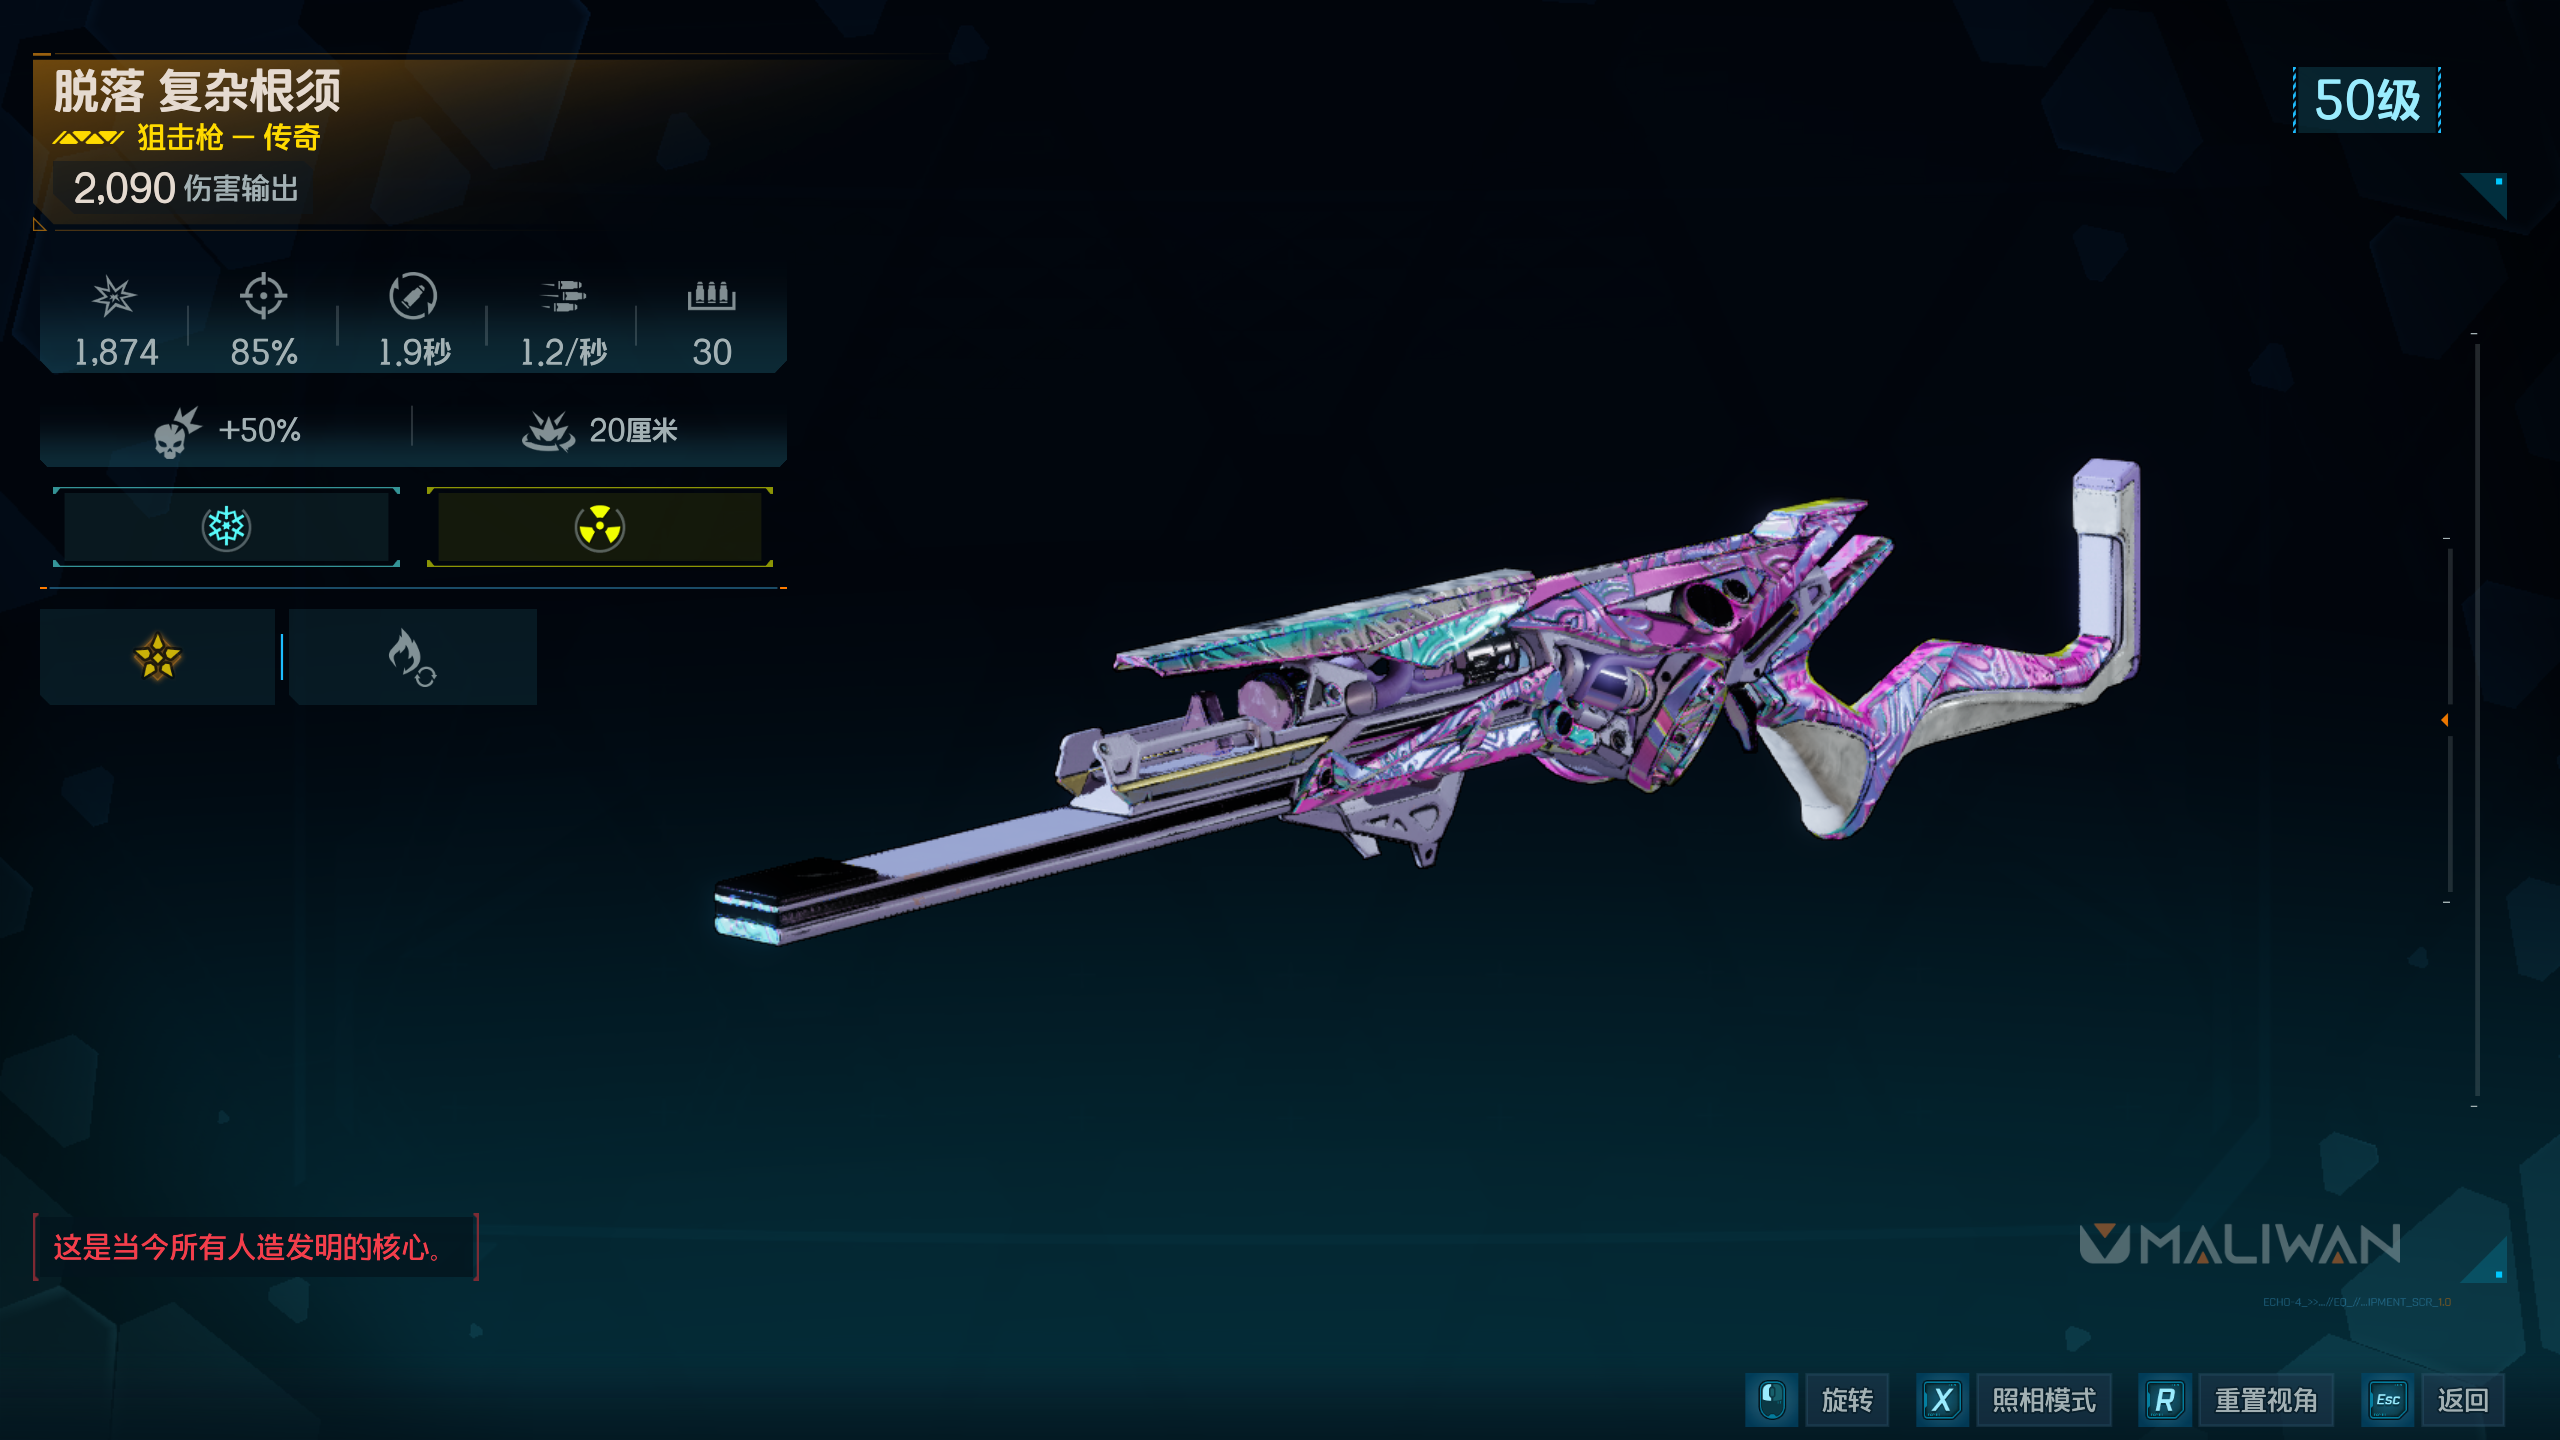 脱落 复杂根须
狙击枪 — 传奇
2,090 伤害输出
50级
1,874 85% 1.9秒 1.2/秒 30
+50% 20厘米
这是当今所有人造发明的核心。
MALIWAN
旋转 X 照相模式 R 重置视角 Esc 返回